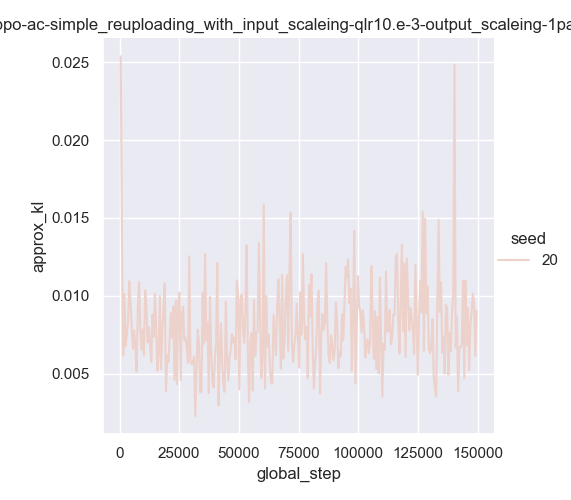 ppo-ac-simple_reuploading_with_input_scaleing-qlr10.e-3-output_scaleing-1pa
0.025
0.020
0.015
0.010
0.005
approx_kl
0 25000 50000 75000 100000 125000 150000
global_step
seed
20